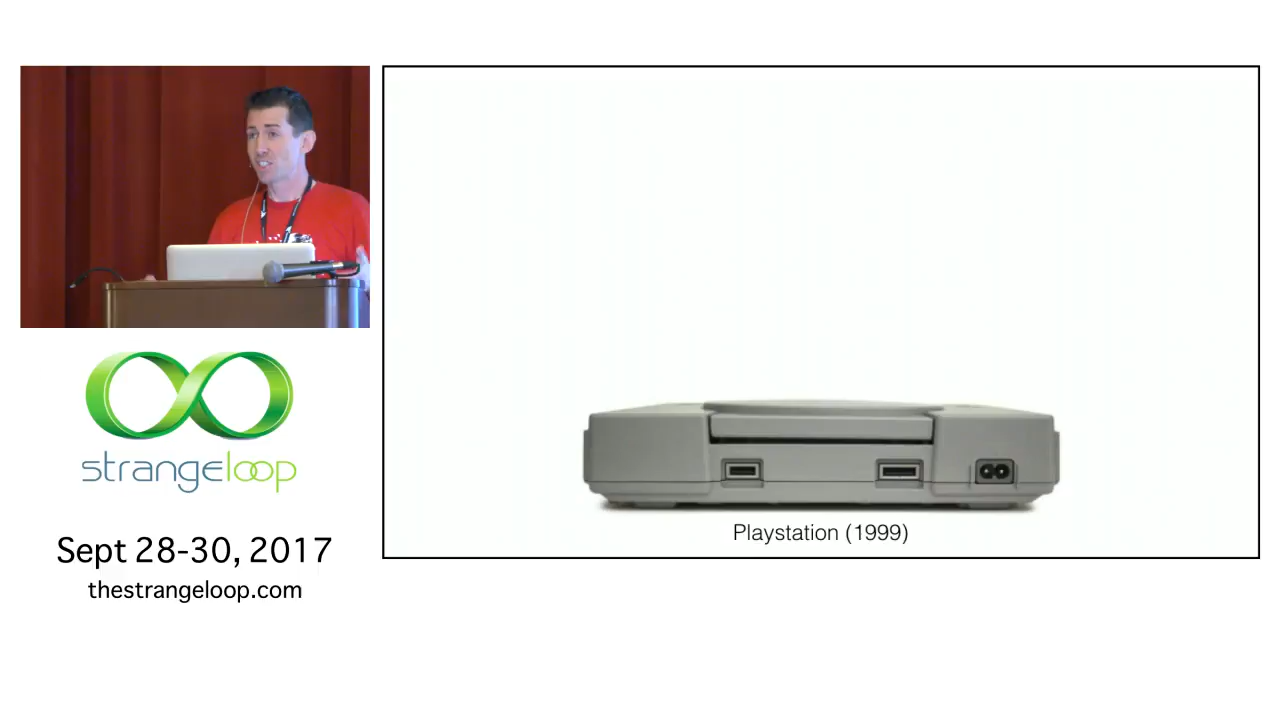 strangeloop
Sept 28-30, 2017
thestrangeloop.com
Playstation (1999)